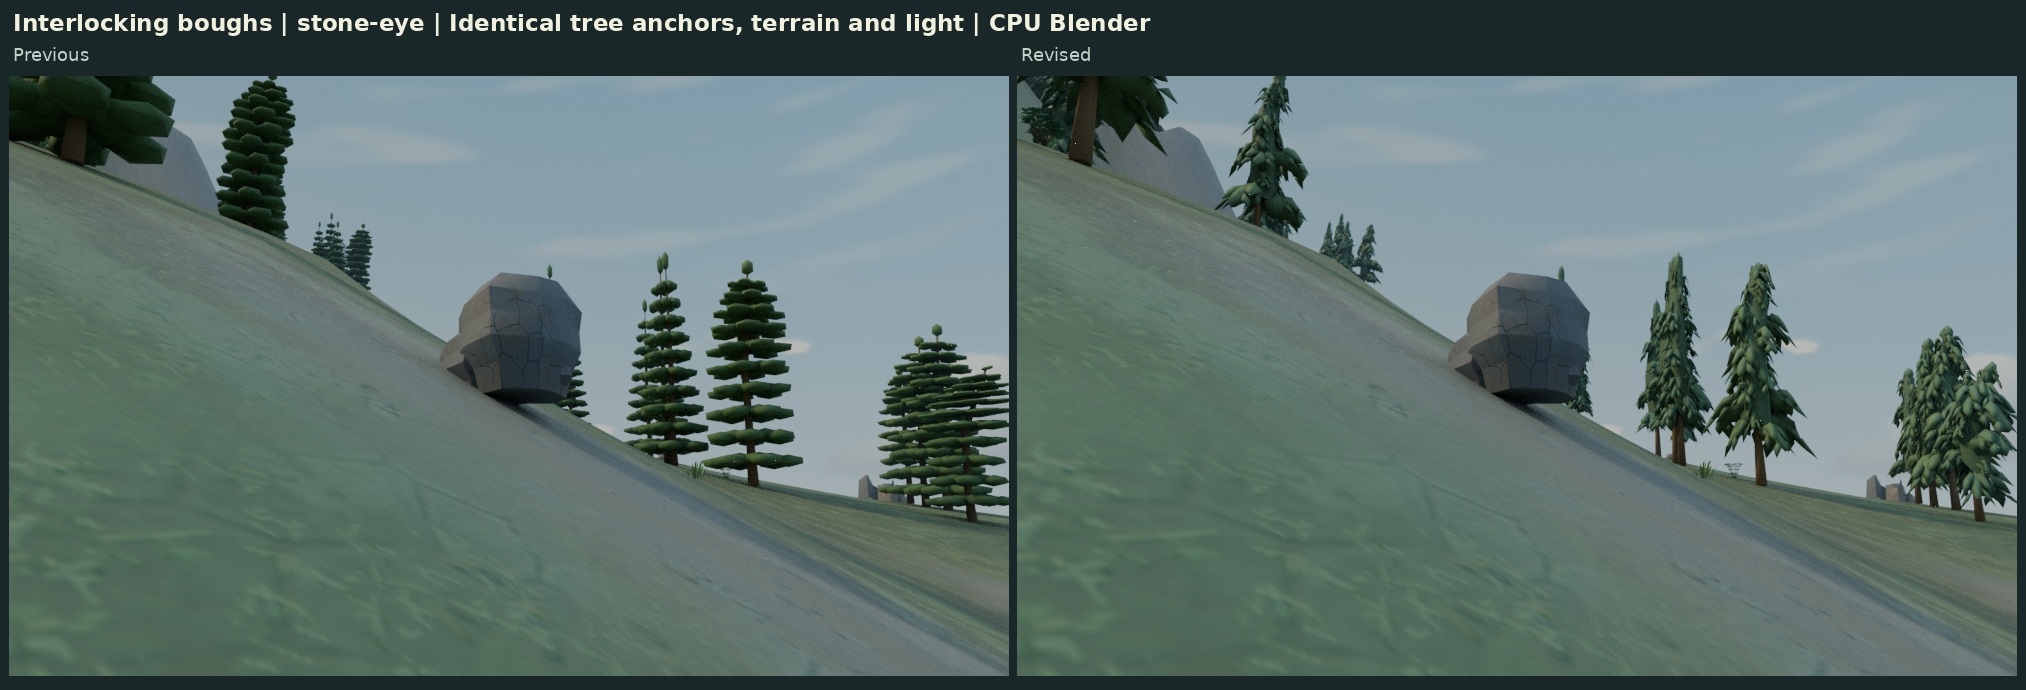 Interlocking boughs | stone-eye | Identical tree anchors, terrain and light | CPU Blender
Previous
Revised